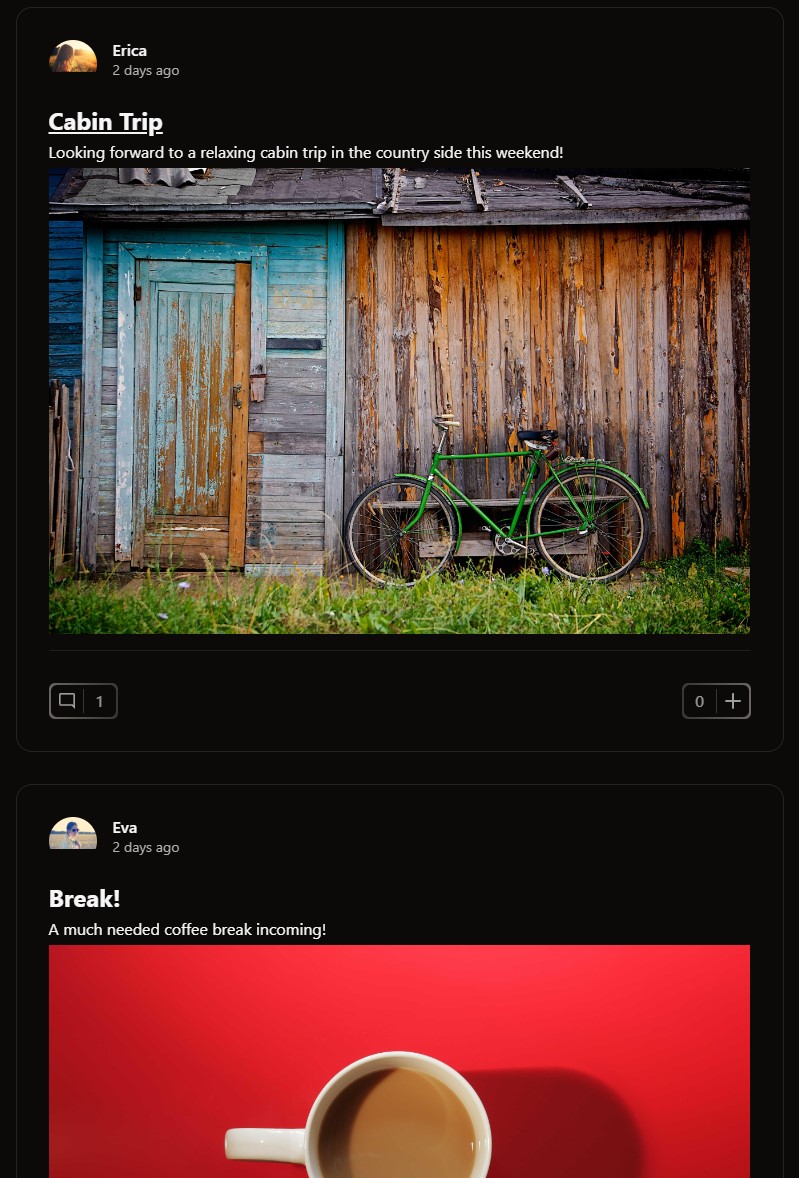 Erica
2 days ago
Cabin Trip
Looking forward to a relaxing cabin trip in the country side this weekend!
1
0
Eva
2 days ago
Break!
A much needed coffee break incoming!